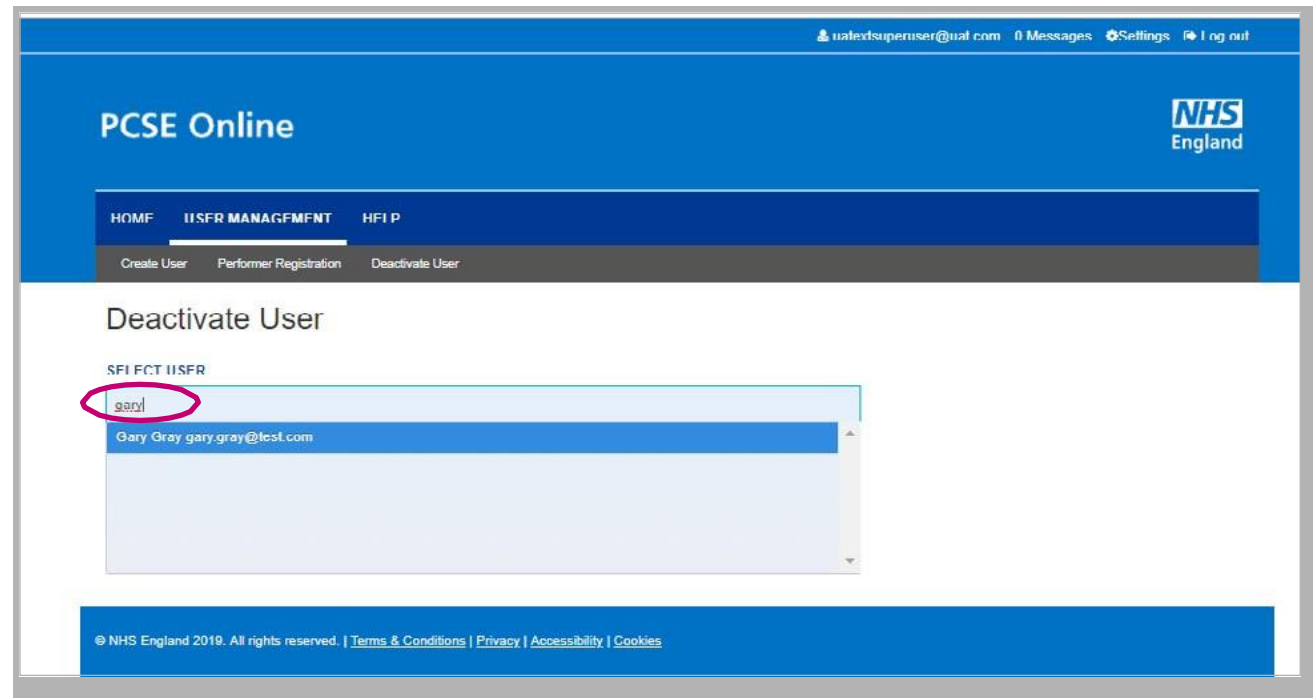 uatextsuperuser@uat.com 0 Messages Settings Log out
PCSE Online
NHS
England
HOME USER MANAGEMENT HELP
Create User Performer Registration Deactivate User
Deactivate User
SELECT USER
gary
Gary Gray gary.gray@test.com
© NHS England 2019. All rights reserved. | Terms & Conditions | Privacy | Accessibility | Cookies